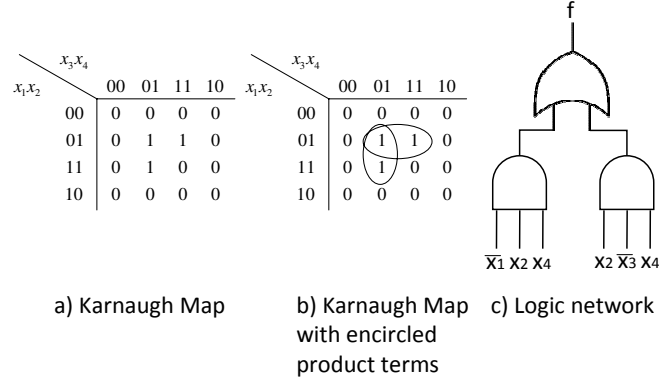 x₃x₄
x₁x₂
00 01 11 10
00 0 0 0 0
01 0 1 1 0
11 0 1 0 0
10 0 0 0 0
a) Karnaugh Map
x₃x₄
x₁x₂
00 01 11 10
00 0 0 0 0
01 0 1 1 0
11 0 1 0 0
10 0 0 0 0
b) Karnaugh Map
with encircled
product terms
f
x̅₁ x₂ x₄ x₂ x̅₃ x₄
c) Logic network